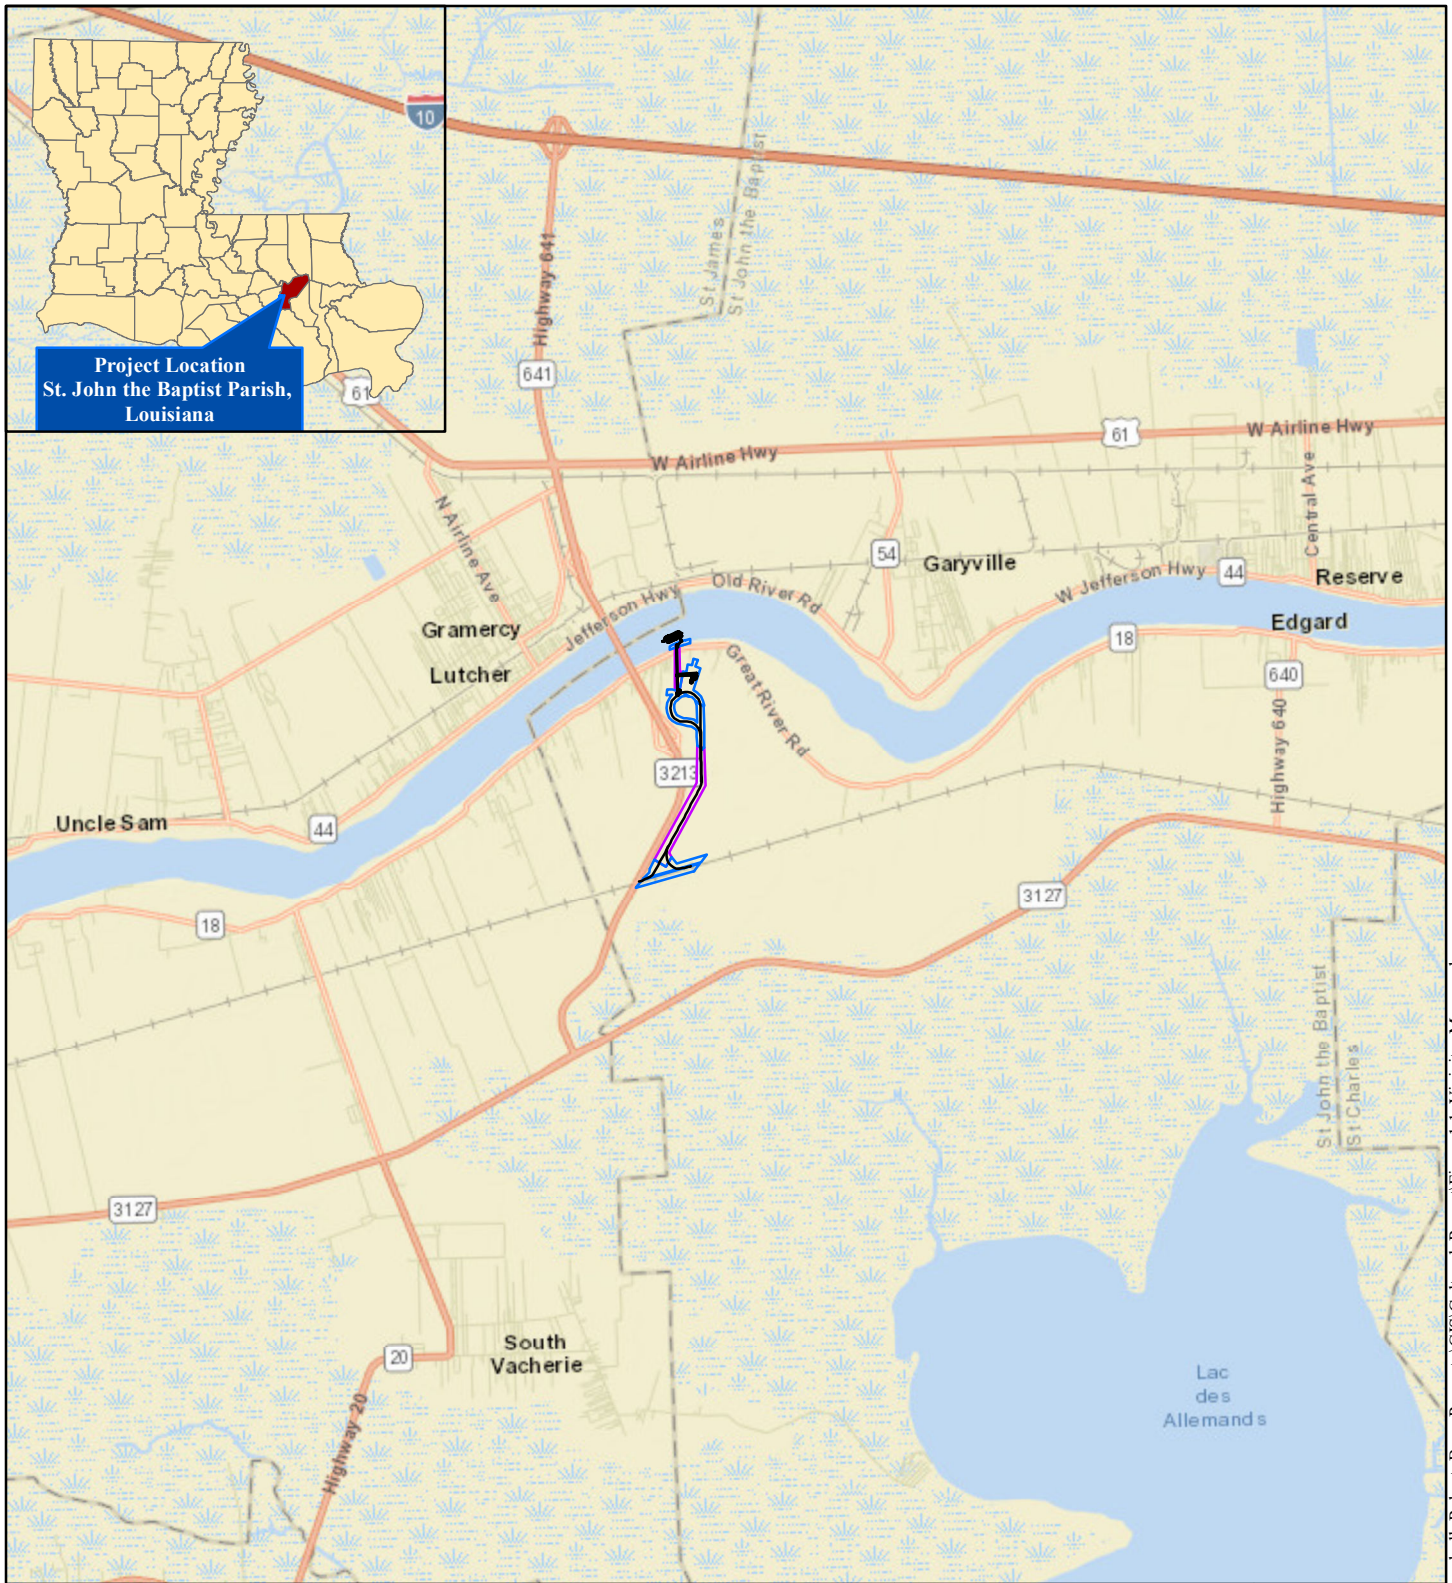 10
Project Location
St. John the Baptist Parish,
Louisiana
61
Highway 641
641
St James
St John the Baptist
W Airline Hwy
61
W Airline Hwy
N Airline Ave
Central Ave
54
Garyville
Old River Rd
Jefferson Hwy
W Jefferson Hwy
44
Reserve
Gramercy
Lutcher
Edgard
18
Great River Rd
640
Highway 640
3213
Uncle Sam
44
18
3127
St John the Baptist
St Charles
3127
20
Highway 20
South
Vacherie
Lac
des
Allemands